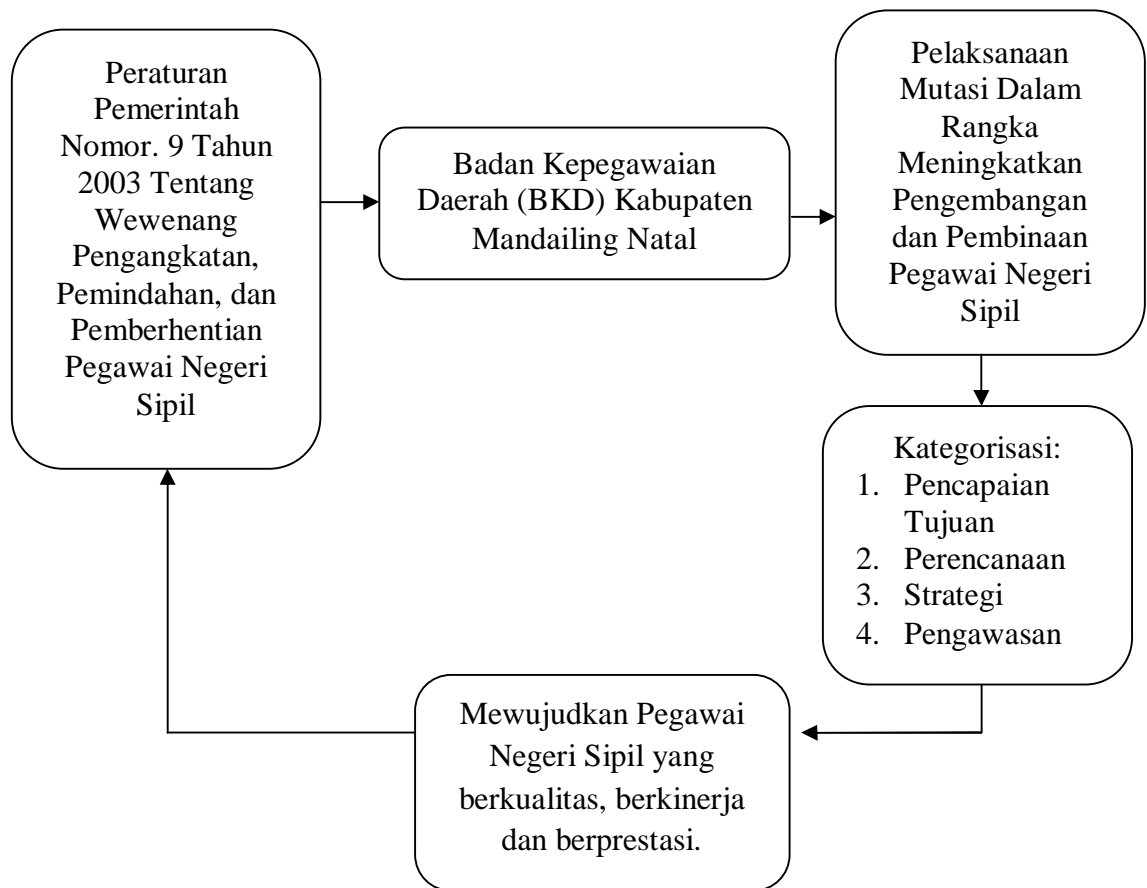 Peraturan
Pemerintah
Nomor. 9 Tahun
2003 Tentang
Wewenang
Pengangkatan,
Pemindahan, dan
Pemberhentian
Pegawai Negeri
Sipil
Badan Kepegawaian
Daerah (BKD) Kabupaten
Mandailing Natal
Pelaksanaan
Mutasi Dalam
Rangka
Meningkatkan
Pengembangan
dan Pembinaan
Pegawai Negeri
Sipil
Kategorisasi:
1. Pencapaian
Tujuan
2. Perencanaan
3. Strategi
4. Pengawasan
Mewujudkan Pegawai
Negeri Sipil yang
berkualitas, berkinerja
dan berprestasi.